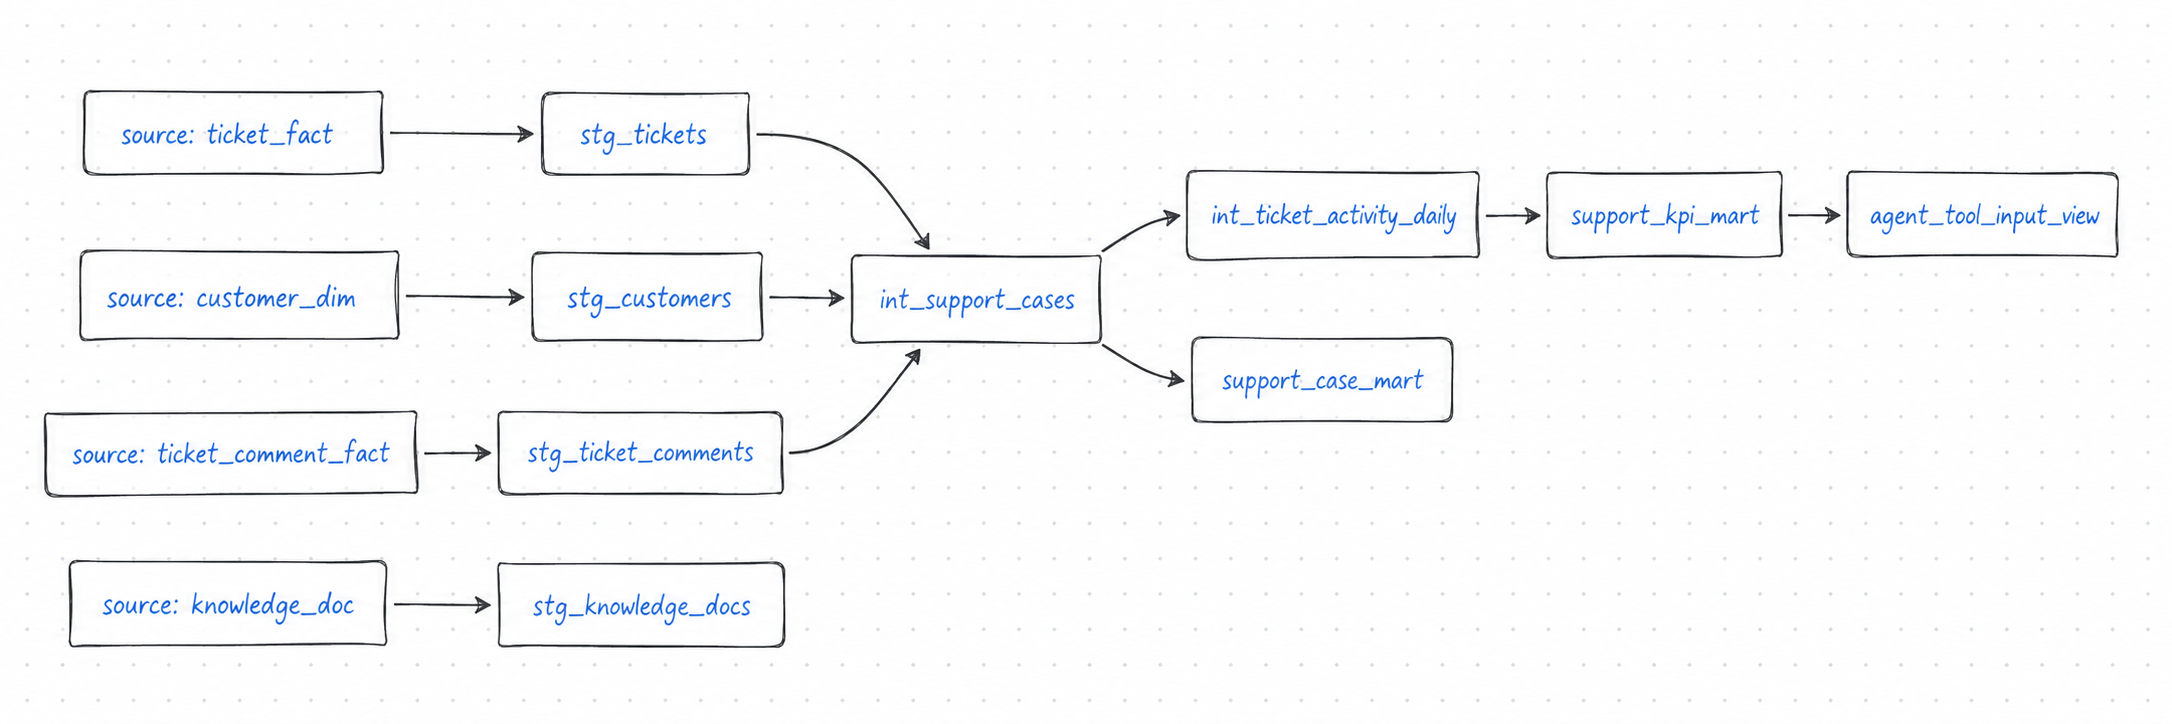 source: ticket_fact
stg_tickets
source: customer_dim
stg_customers
source: ticket_comment_fact
stg_ticket_comments
source: knowledge_doc
stg_knowledge_docs
int_support_cases
int_ticket_activity_daily
support_kpi_mart
agent_tool_input_view
support_case_mart